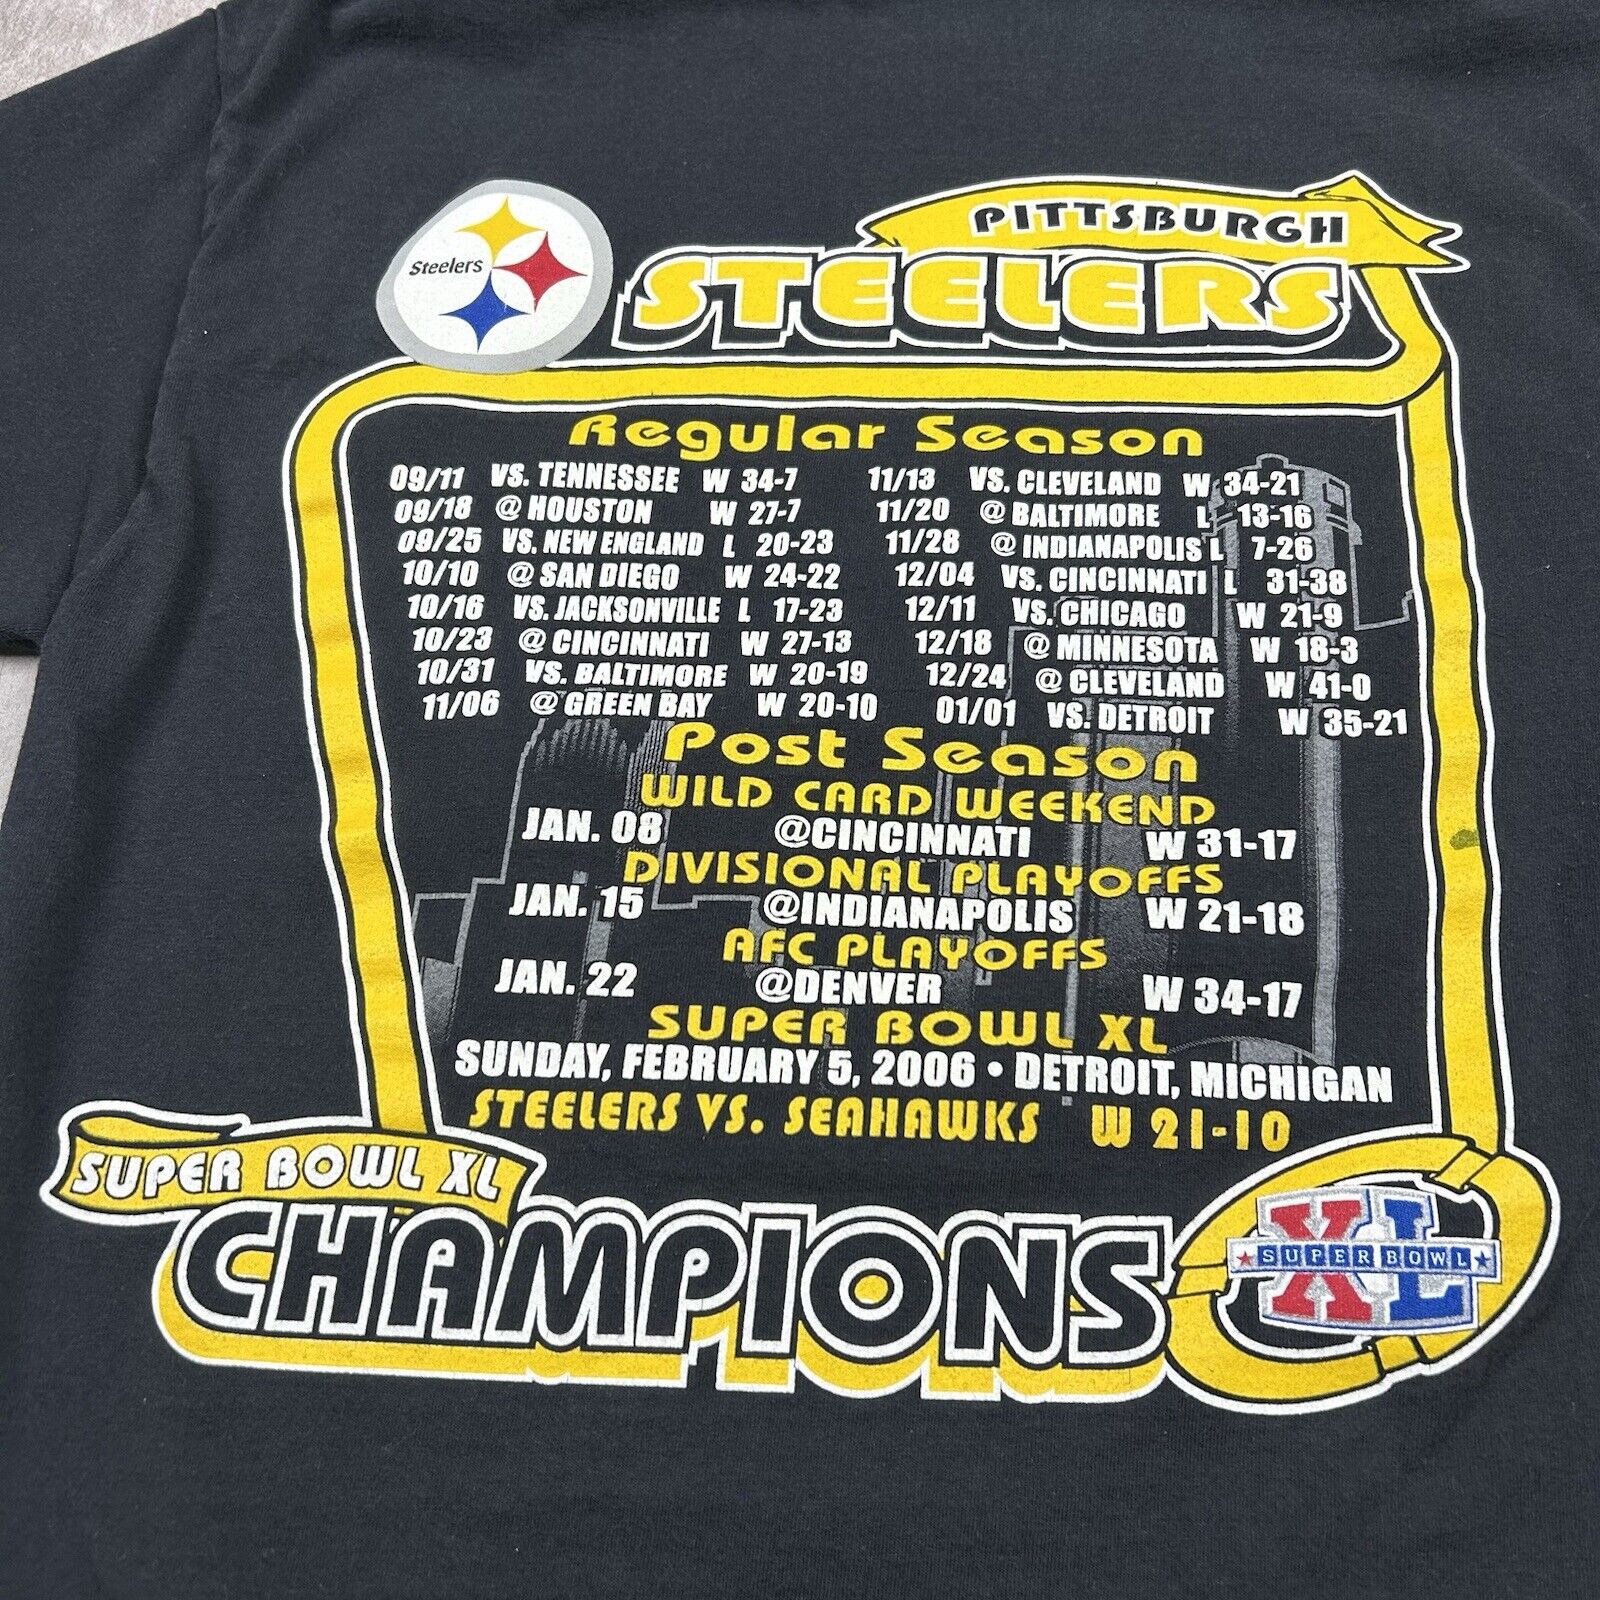 Steelers
PITTSBURGH
STEELERS
Regular Season
09/11 VS. TENNESSEE W 34-7 11/13 VS. CLEVELAND W 34-21
09/18 @ HOUSTON W 27-7 11/20 @ BALTIMORE L 13-16
09/25 VS. NEW ENGLAND L 20-23 11/28 @ INDIANAPOLIS L 7-26
10/10 @ SAN DIEGO W 24-22 12/04 VS. CINCINNATI L 31-38
10/16 VS. JACKSONVILLE L 17-23 12/11 VS. CHICAGO W 21-9
10/23 @ CINCINNATI W 27-13 12/18 @ MINNESOTA W 18-3
10/31 VS. BALTIMORE W 20-19 12/24 @ CLEVELAND W 41-0
11/06 @ GREEN BAY W 20-10 01/01 VS. DETROIT W 35-21
Post Season
WILD CARD WEEKEND
JAN. 08 @CINCINNATI W 31-17
DIVISIONAL PLAYOFFS
JAN. 15 @INDIANAPOLIS W 21-18
AFC PLAYOFFS
JAN. 22 @DENVER W 34-17
SUPER BOWL XL
SUNDAY, FEBRUARY 5, 2006 • DETROIT, MICHIGAN
STEELERS VS. SEAHAWKS W 21-10
SUPER BOWL XL
CHAMPIONS
XL
SUPER BOWL